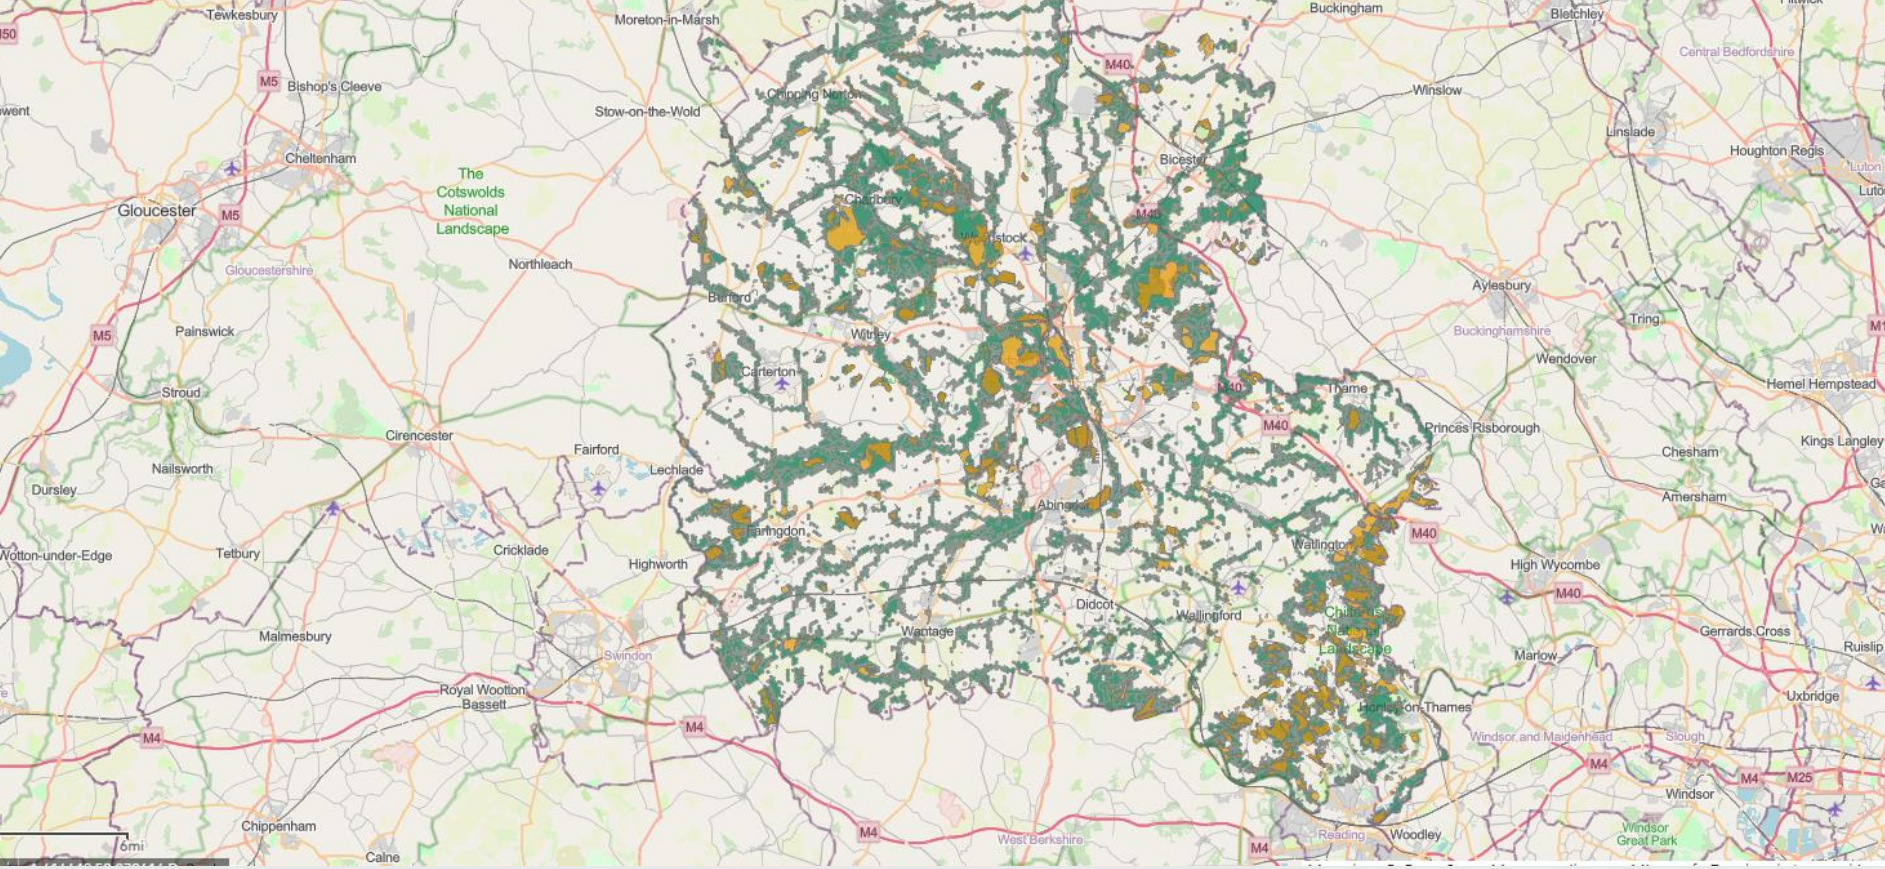 Tewkesbury
Moreton-in-Marsh
Buckingham
Bletchley
M40
Central Bedfordshire
M5
Bishop's Cleeve
Chipping Norton
Winslow
Stow-on-the-Wold
Linslade
Houghton Regis
Luton
Cheltenham
Bicester
The
Cotswolds
National
Landscape
Charlbury
Gloucester
M5
M40
Gloucestershire
Northleach
Aylesbury
Burford
Tring
M5
Painswick
Witney
Buckinghamshire
Wendover
Carterton
M40
Thame
Hemel Hempstead
Stroud
Cirencester
M40
Princes Risborough
Kings Langley
Fairford
Nailsworth
Lechlade
Chesham
Dursley
Abingdon
Amersham
Faringdon
Wotton-under-Edge
Tetbury
Cricklade
Watlington
M40
Highworth
High Wycombe
M40
Didcot
Wallingford
Malmesbury
Wantage
Chilterns
National
Landscape
Gerrards Cross
Swindon
Marlow
Ruislip
Royal Wootton
Bassett
Uxbridge
Henley-on-Thames
M4
M4
Windsor and Maidenhead
Slough
M4
M4
M25
Windsor
Chippenham
M4
West Berkshire
Reading
Woodley
Windsor
Great Park
M4
Calne
6mi